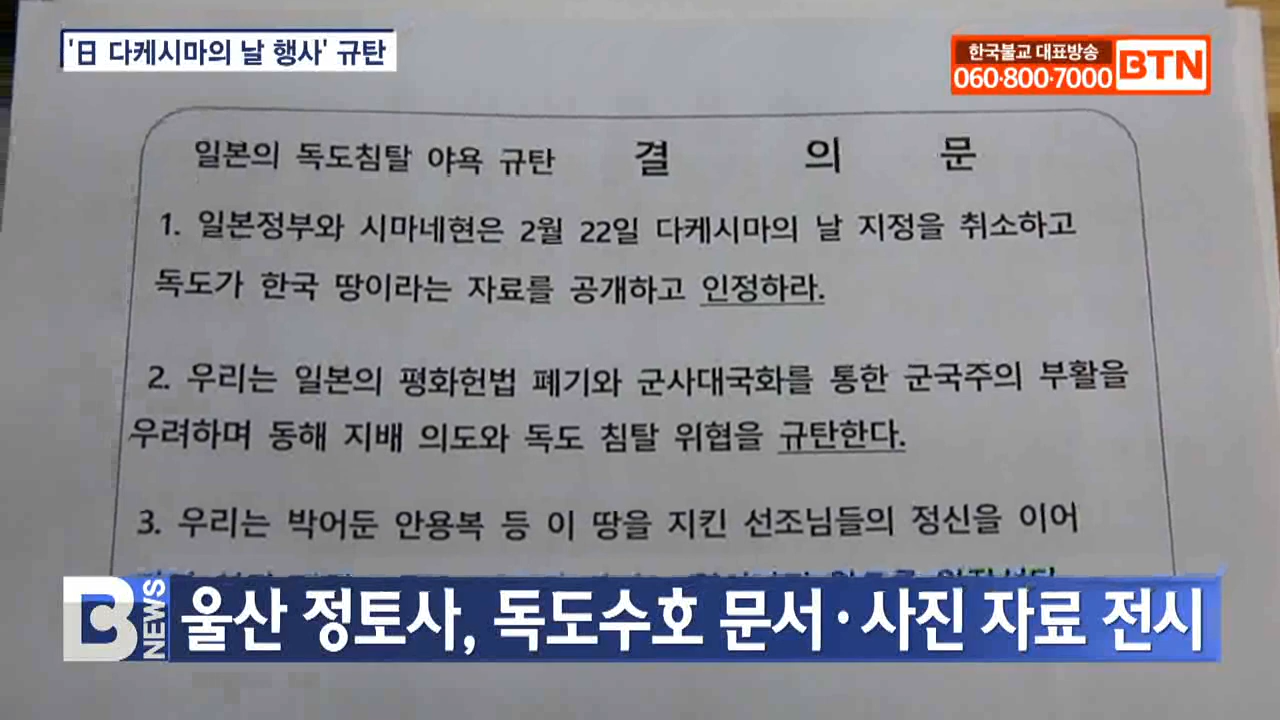 '日 다케시마의 날 행사' 규탄
한국불교 대표방송
060·800·7000
BTN
일본의 독도침탈 야욕 규탄 결 의 문
1. 일본정부와 시마네현은 2월 22일 다케시마의 날 지정을 취소하고
독도가 한국 땅이라는 자료를 공개하고 인정하라.
2. 우리는 일본의 평화헌법 폐기와 군사대국화를 통한 군국주의 부활을
우려하며 동해 지배 의도와 독도 침탈 위협을 규탄한다.
3. 우리는 박어둔 안용복 등 이 땅을 지킨 선조님들의 정신을 이어
B NEWS
울산 정토사, 독도수호 문서·사진 자료 전시